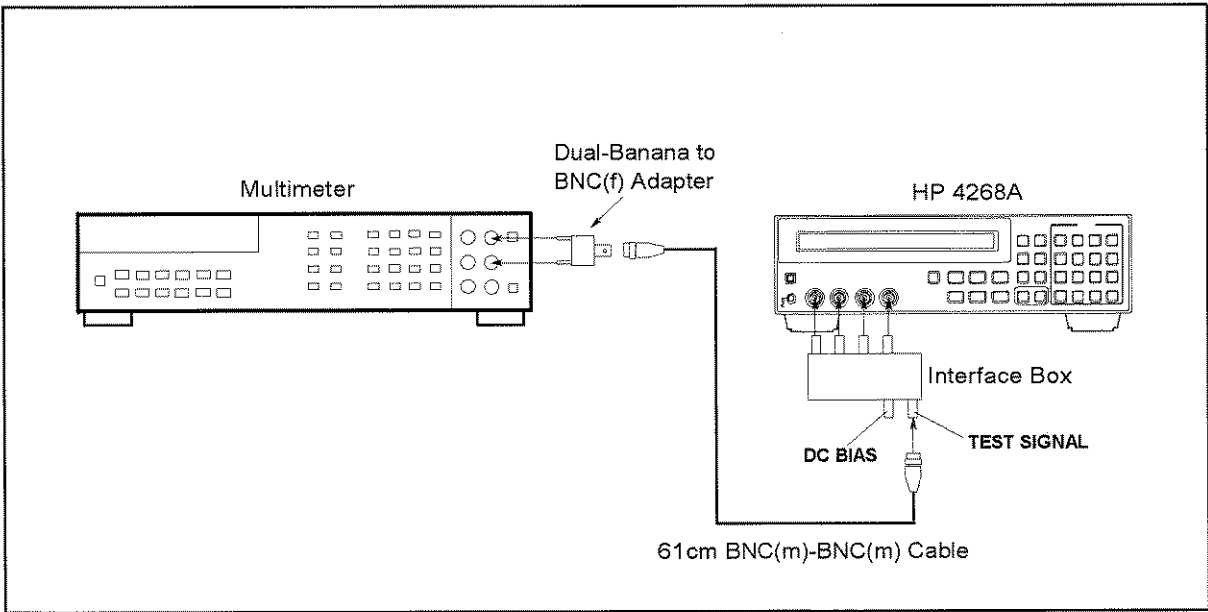 Dual-Banana to
BNC(f) Adapter
Multimeter
HP 4268A
Interface Box
DC BIAS
TEST SIGNAL
61cm BNC(m)-BNC(m) Cable